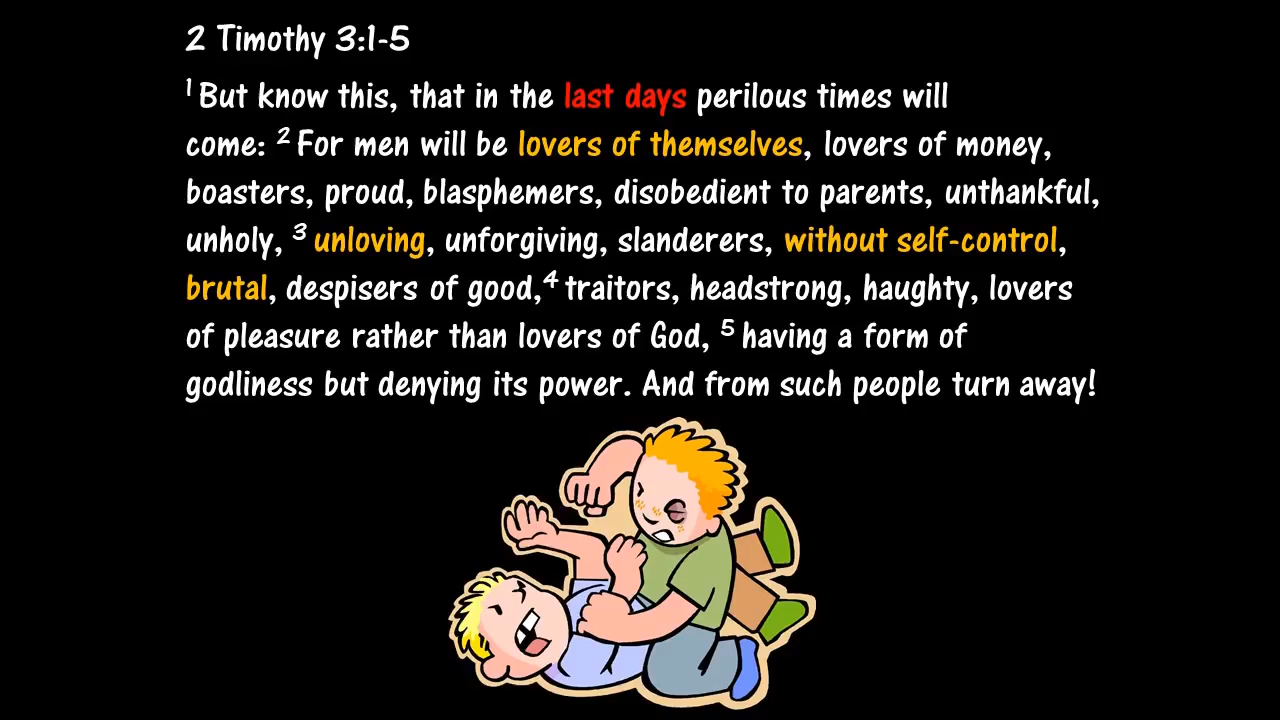 2 Timothy 3:1-5
1 But know this, that in the last days perilous times will
come: 2 For men will be lovers of themselves, lovers of money,
boasters, proud, blasphemers, disobedient to parents, unthankful,
unholy, 3 unloving, unforgiving, slanderers, without self-control,
brutal, despisers of good,4 traitors, headstrong, haughty, lovers
of pleasure rather than lovers of God, 5 having a form of
godliness but denying its power. And from such people turn away!